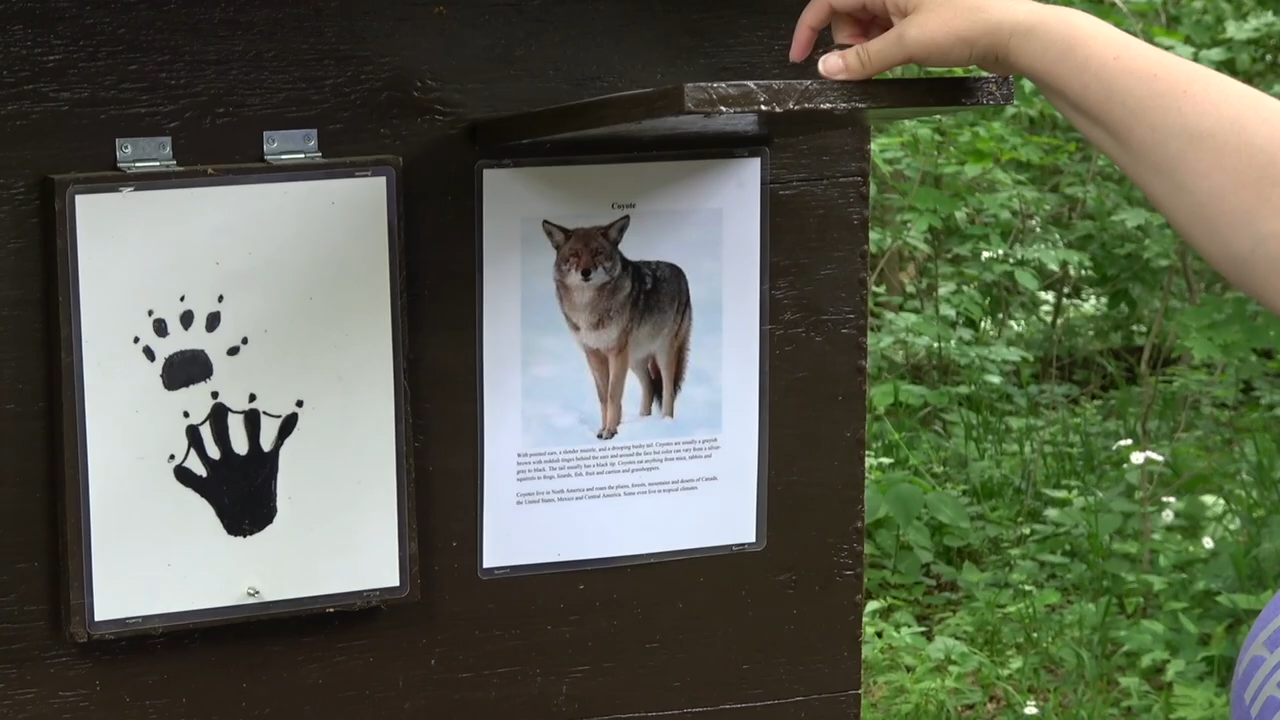 Coyote
With pointed ears, a slender muzzle, and a drooping bushy tail. Coyotes are usually a grayish
brown with reddish tinges behind the ears and around the face but color can vary from a silver-
gray to black. The tail usually has a black tip. Coyotes eat anything from mice, rabbits and
squirrels to frogs, lizards, fish, fruit and carrion and grasshoppers.
Coyotes live in North America and roam the plains, forests, mountains and deserts of Canada,
the United States, Mexico and Central America. Some even live in tropical climates.